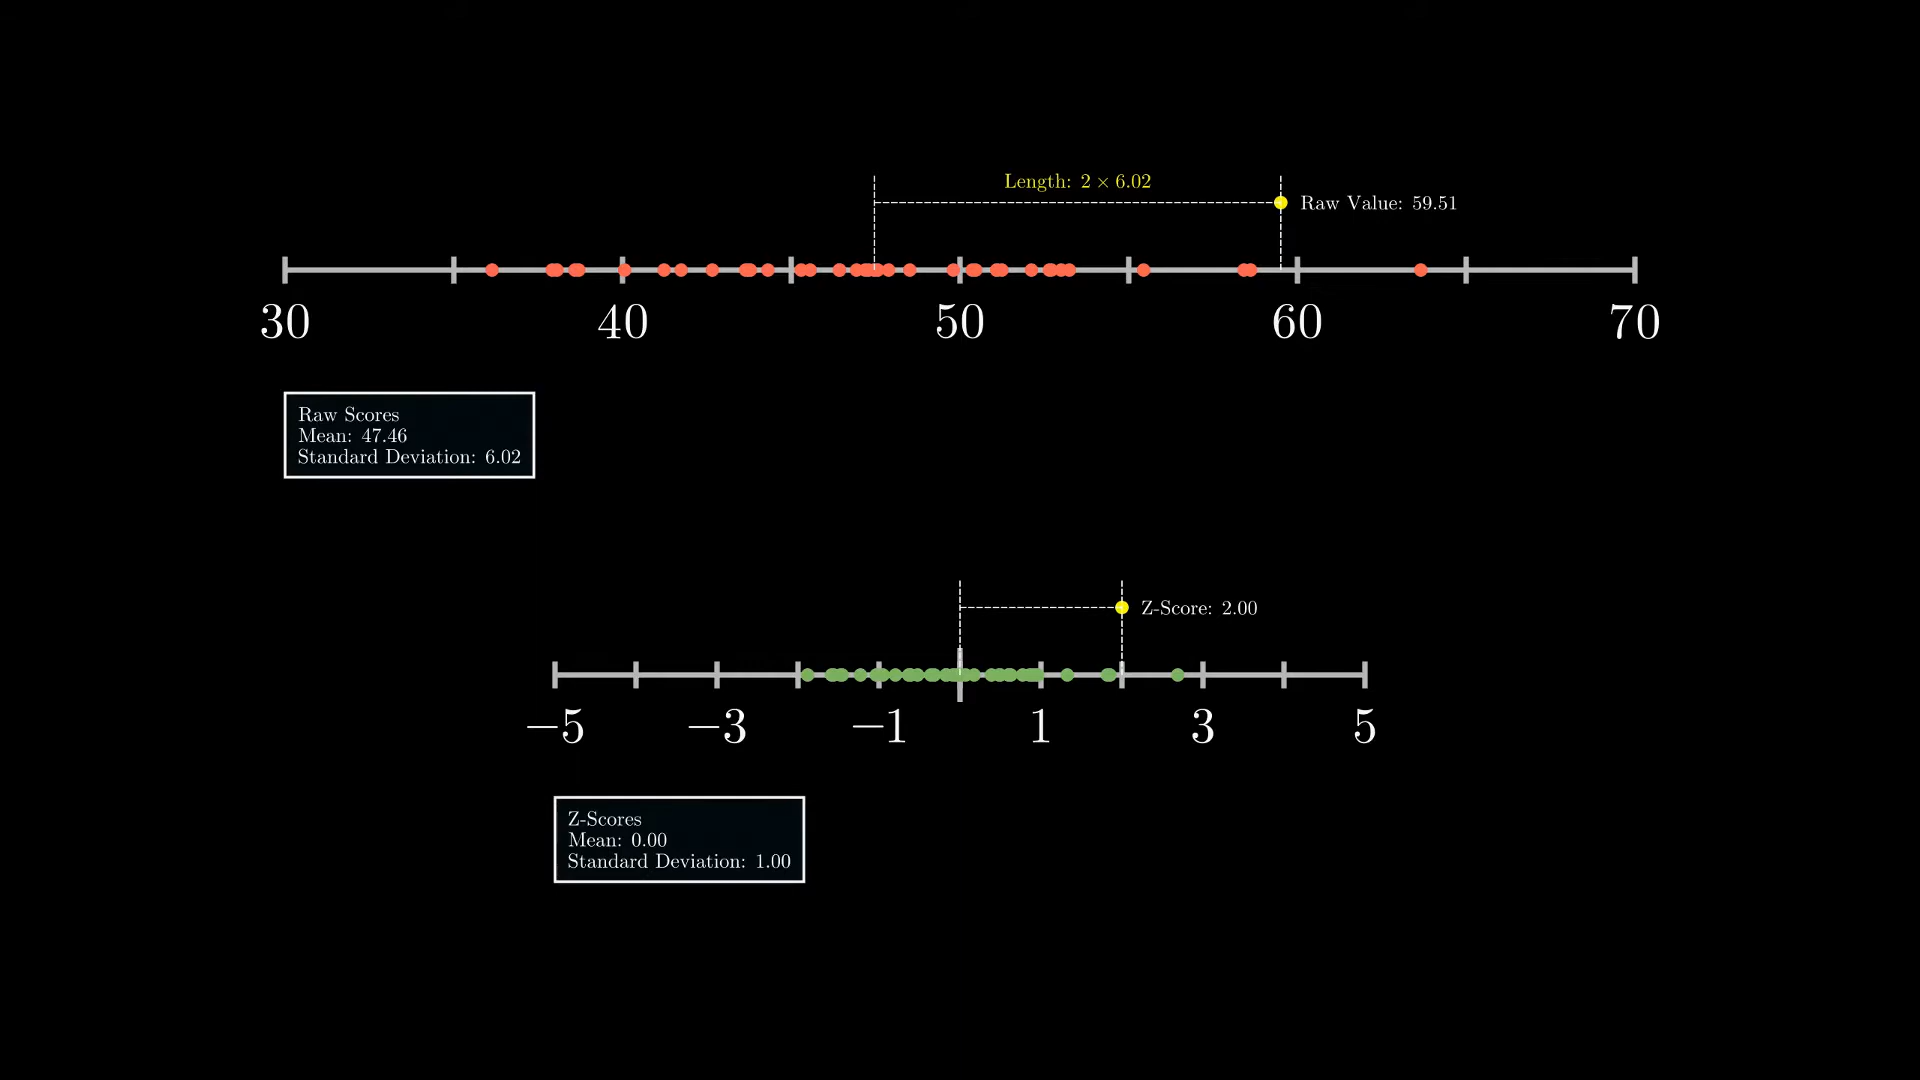 Length: 2 × 6.02
Raw Value: 59.51
30 40 50 60 70
Raw Scores
Mean: 47.46
Standard Deviation: 6.02
Z-Score: 2.00
−5 −3 −1 1 3 5
Z-Scores
Mean: 0.00
Standard Deviation: 1.00